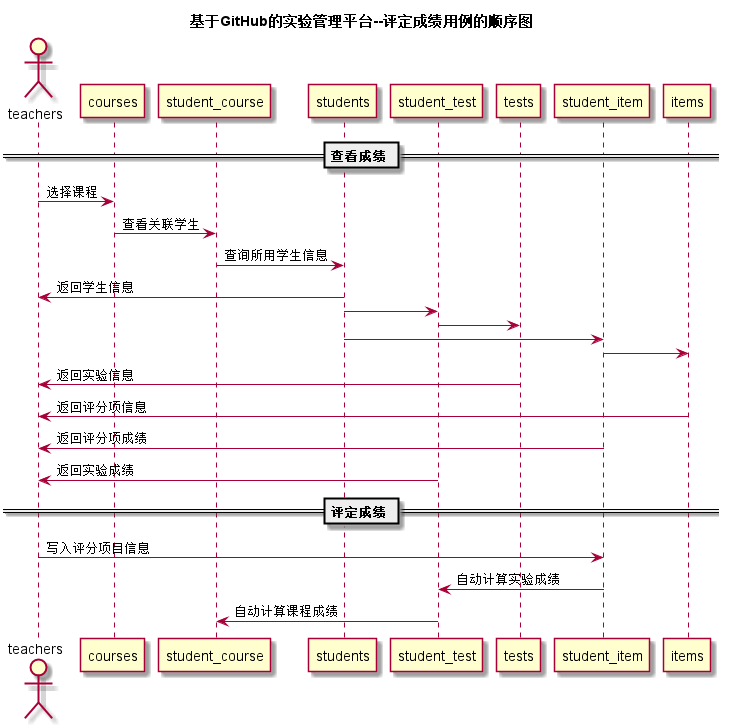 基于GitHub的实验管理平台--评定成绩用例的顺序图
teachers
courses
student_course
students
student_test
tests
student_item
items
查看成绩
选择课程
查看关联学生
查询所用学生信息
返回学生信息
返回实验信息
返回评分项信息
返回评分项成绩
返回实验成绩
评定成绩
写入评分项目信息
自动计算实验成绩
自动计算课程成绩
teachers
courses
student_course
students
student_test
tests
student_item
items